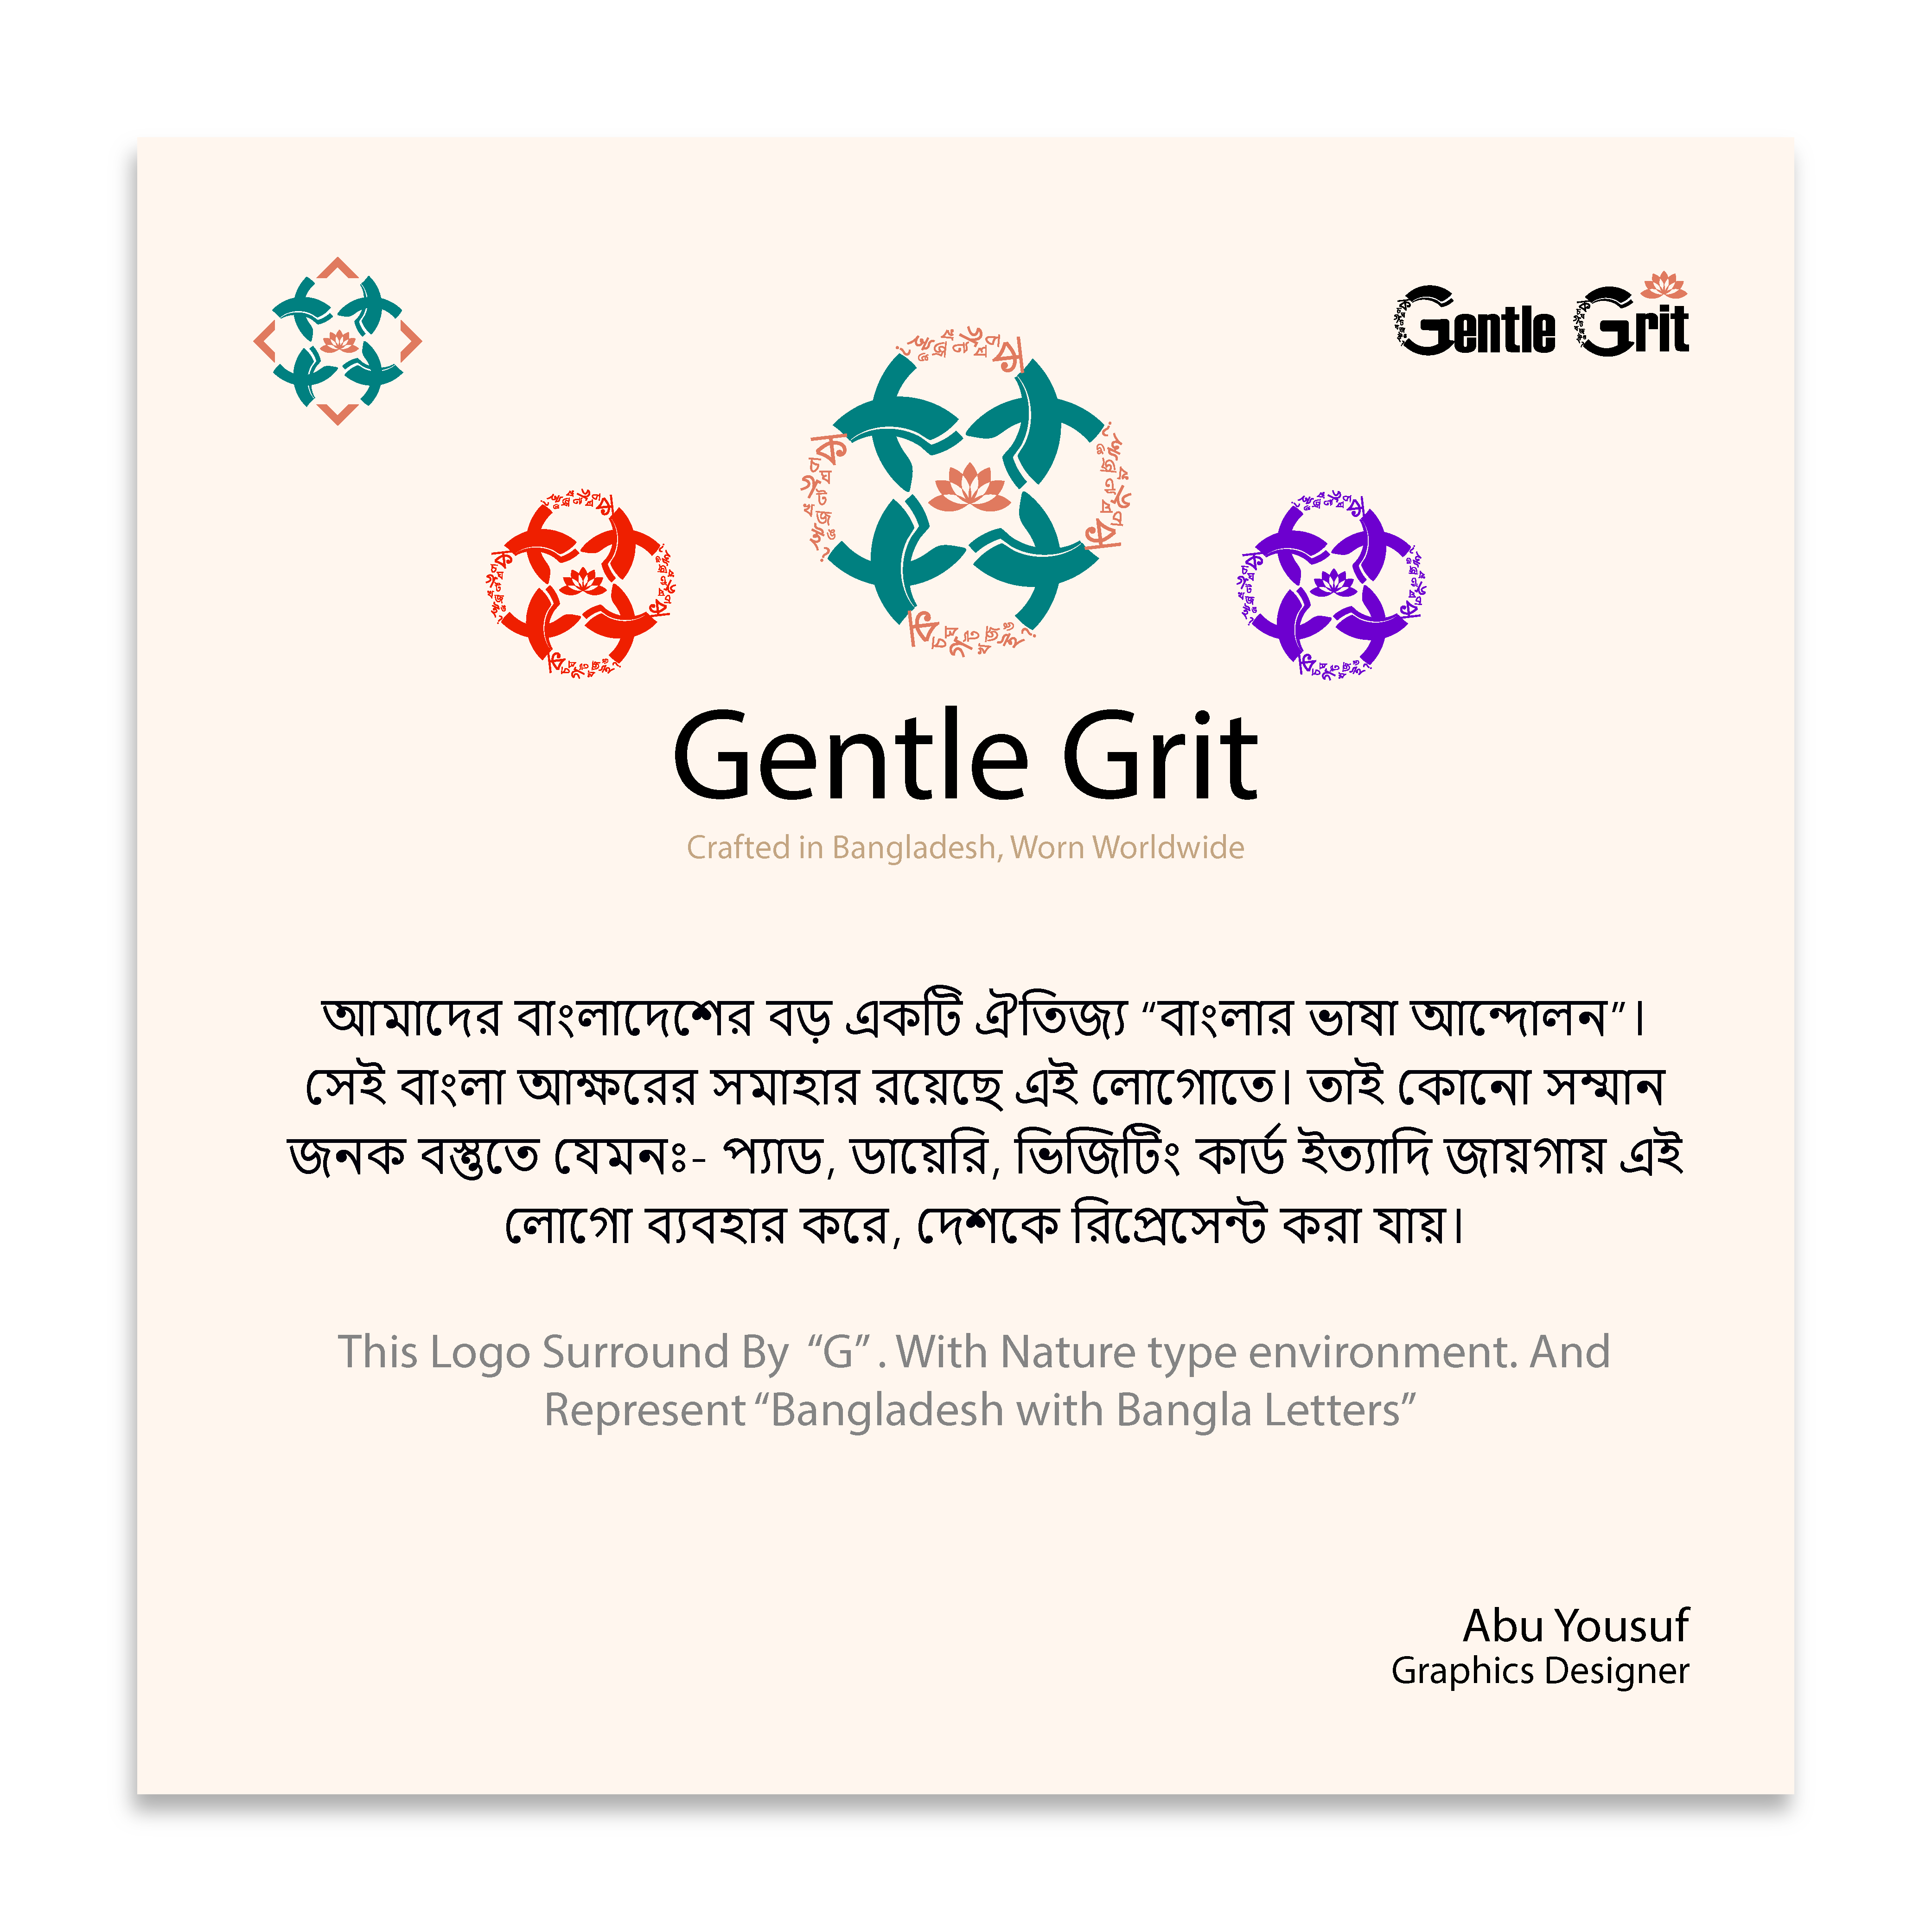 Gentle Grit
Gentle Grit
Crafted in Bangladesh, Worn Worldwide
আমাদের বাংলাদেশের বড় একটি ঐতিজ্য “বাংলার ভাষা আন্দোলন”।
সেই বাংলা আক্ষরের সমাহার রয়েছে এই লোগোতে। তাই কোনো সম্মান
জনক বস্তুতে যেমনঃ- প্যাড, ডায়েরি, ভিজিটিং কার্ড ইত্যাদি জায়গায় এই
লোগো ব্যবহার করে, দেশকে রিপ্রেসেন্ট করা যায়।
This Logo Surround By “G” . With Nature type environment. And
Represent “Bangladesh with Bangla Letters”
Abu Yousuf
Graphics Designer